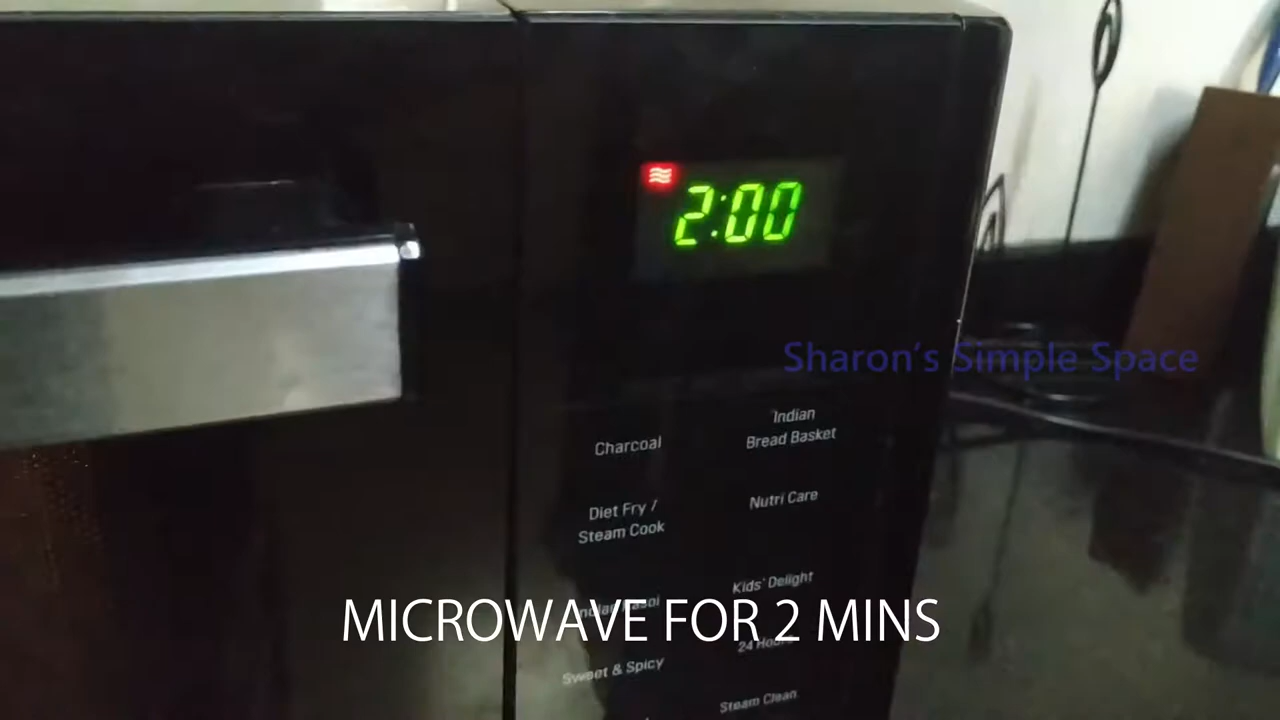 2:00
Sharon's Simple Space
Charcoal
Indian
Bread Basket
Diet Fry /
Steam Cook
Nutri Care
Kids' Delight
MICROWAVE FOR 2 MINS
24
Sweet & Spicy
Steam Clean